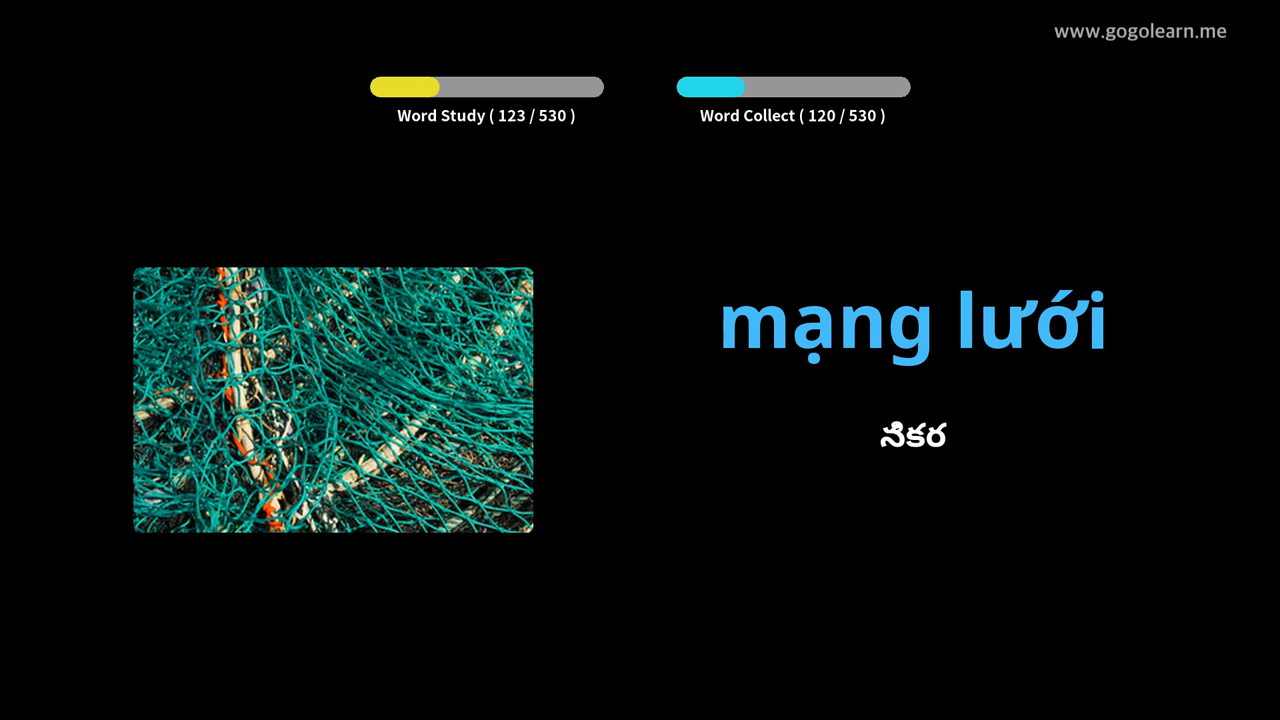 www.gogolearn.me
Word Study ( 123 / 530 )
Word Collect ( 120 / 530 )
mạng lưới
నికర